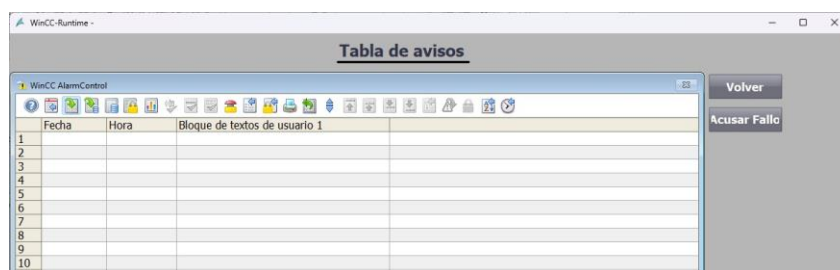 WinCC-Runtime -
Tabla de avisos
WinCC AlarmControl
Volver
Acusar Fallo
Fecha Hora Bloque de textos de usuario 1
1
2
3
4
5
6
7
8
9
10